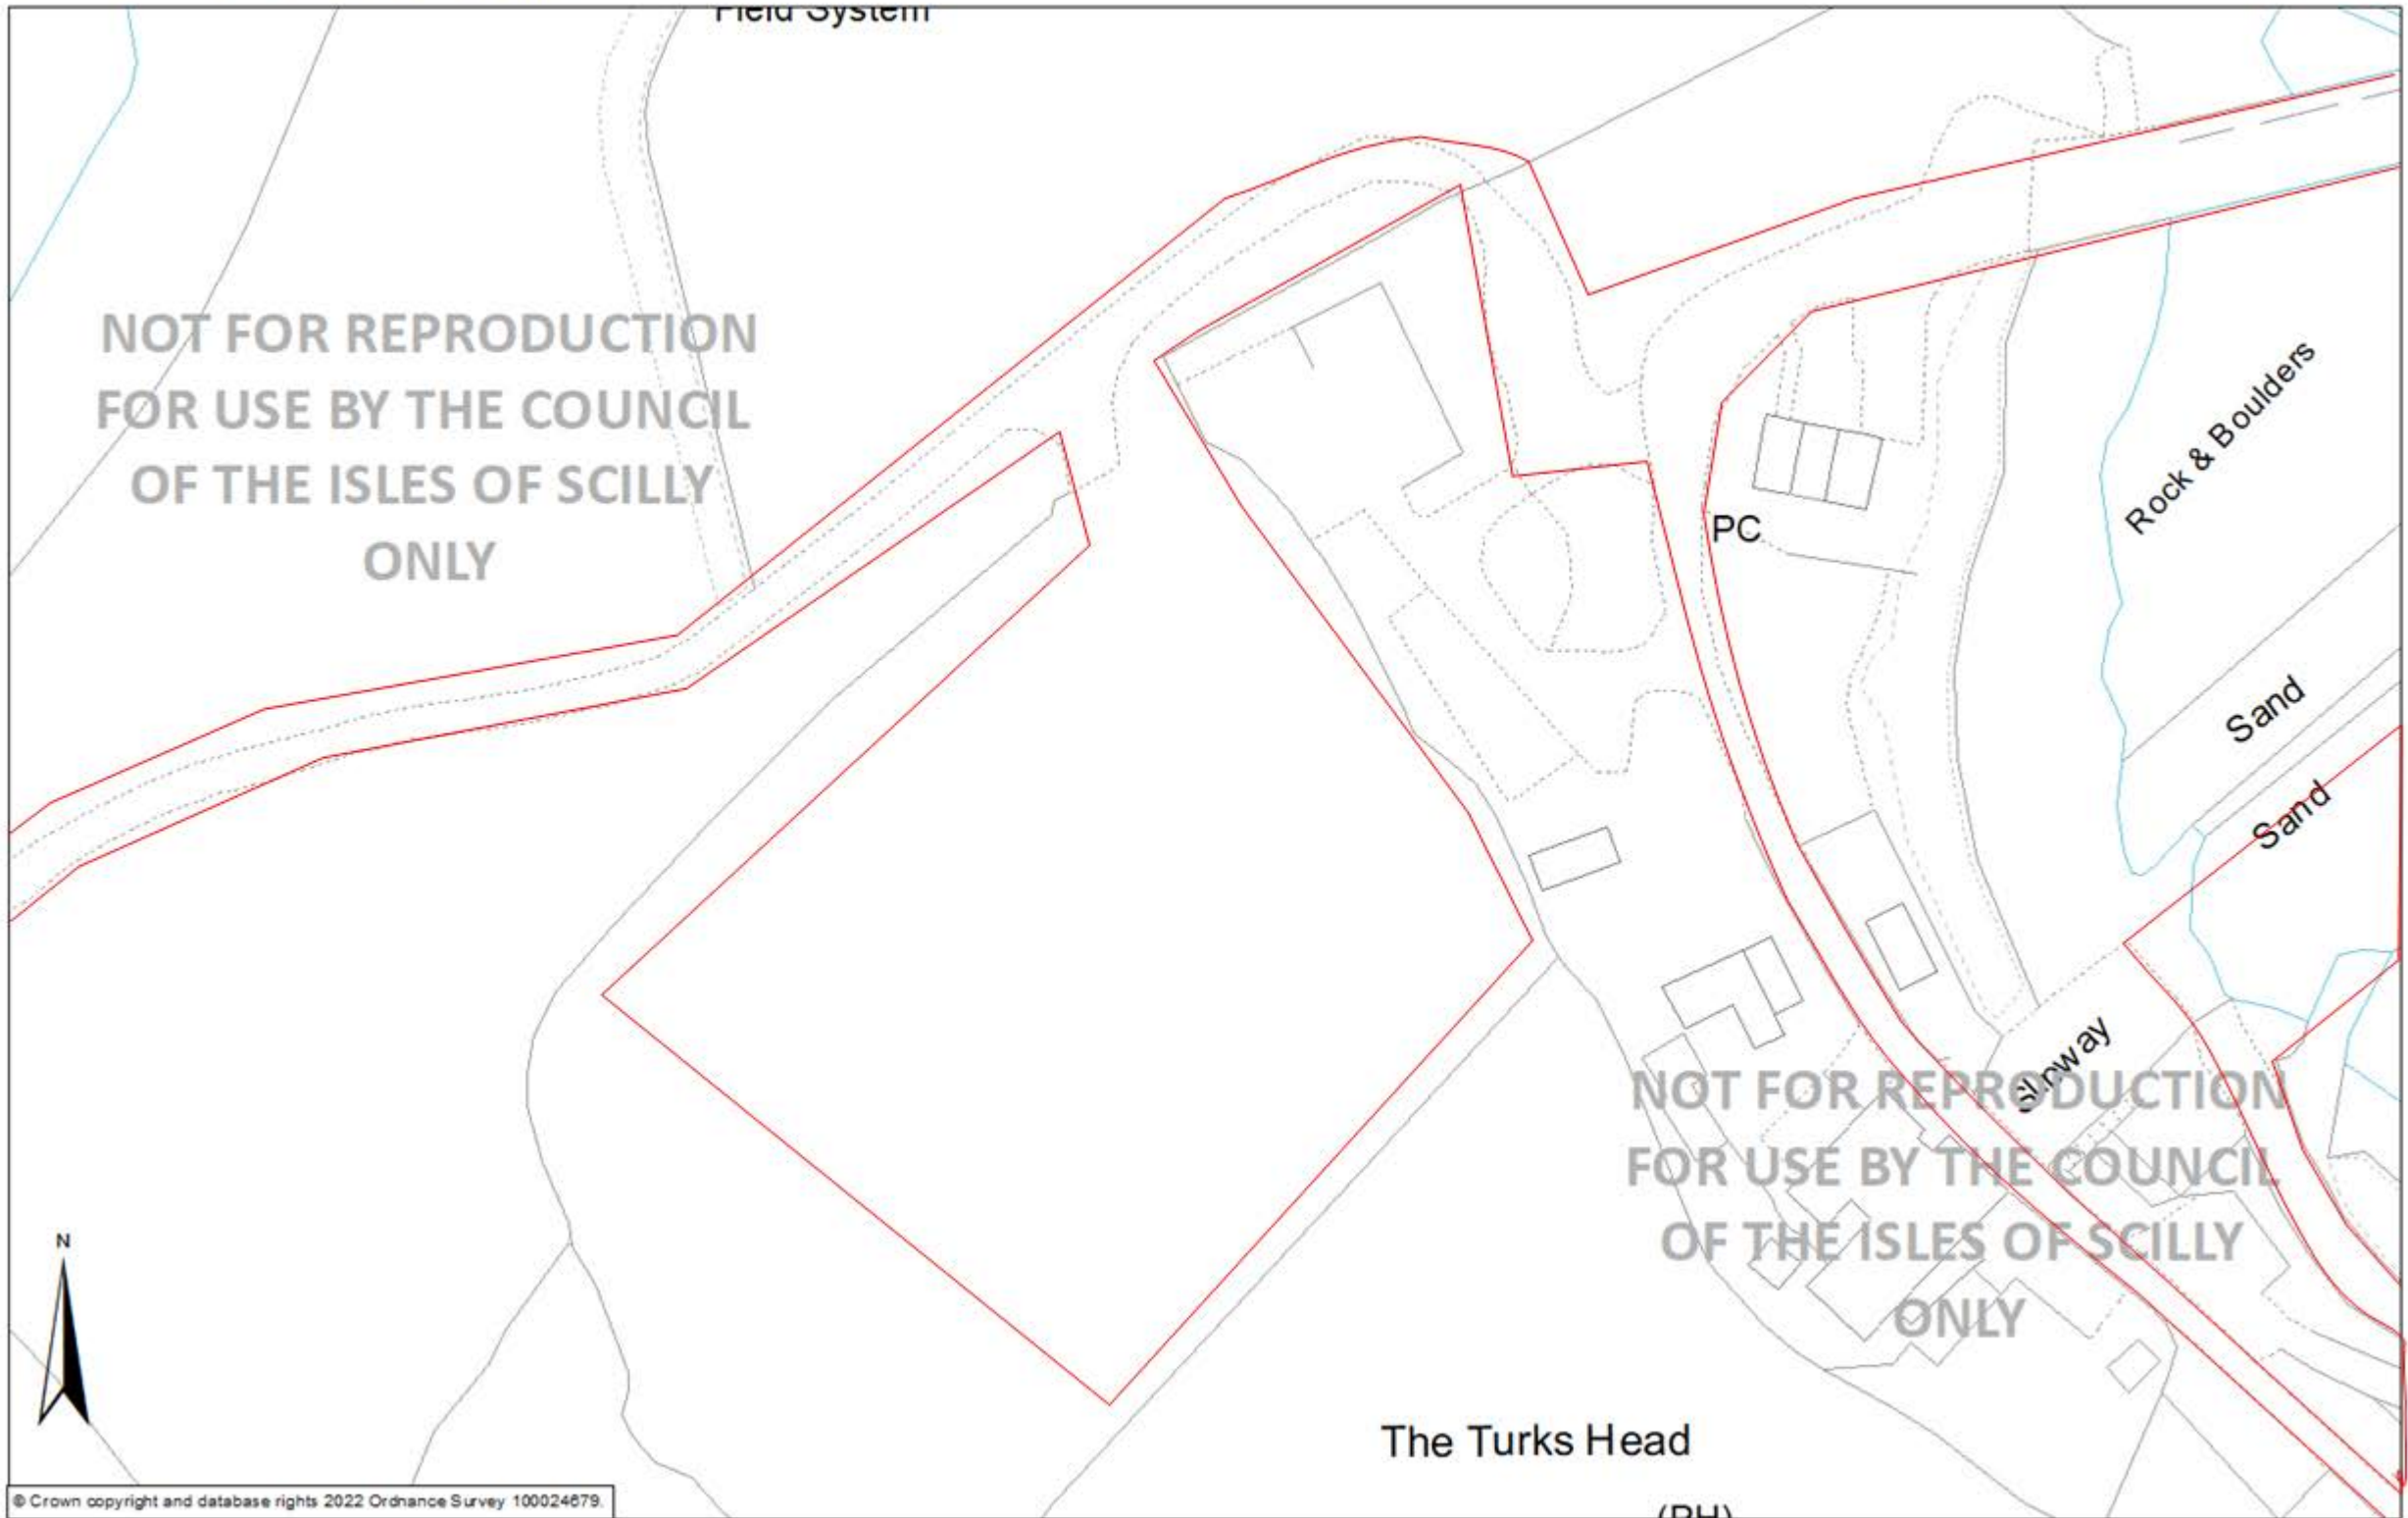 Field System
NOT FOR REPRODUCTION
FOR USE BY THE COUNCIL
OF THE ISLES OF SCILLY
ONLY
Rock & Boulders
PC
Sand
Sand
Slipway
NOT FOR REPRODUCTION
FOR USE BY THE COUNCIL
OF THE ISLES OF SCILLY
ONLY
N
The Turks Head
(PH)
© Crown copyright and database rights 2022 Ordnance Survey 100024679.